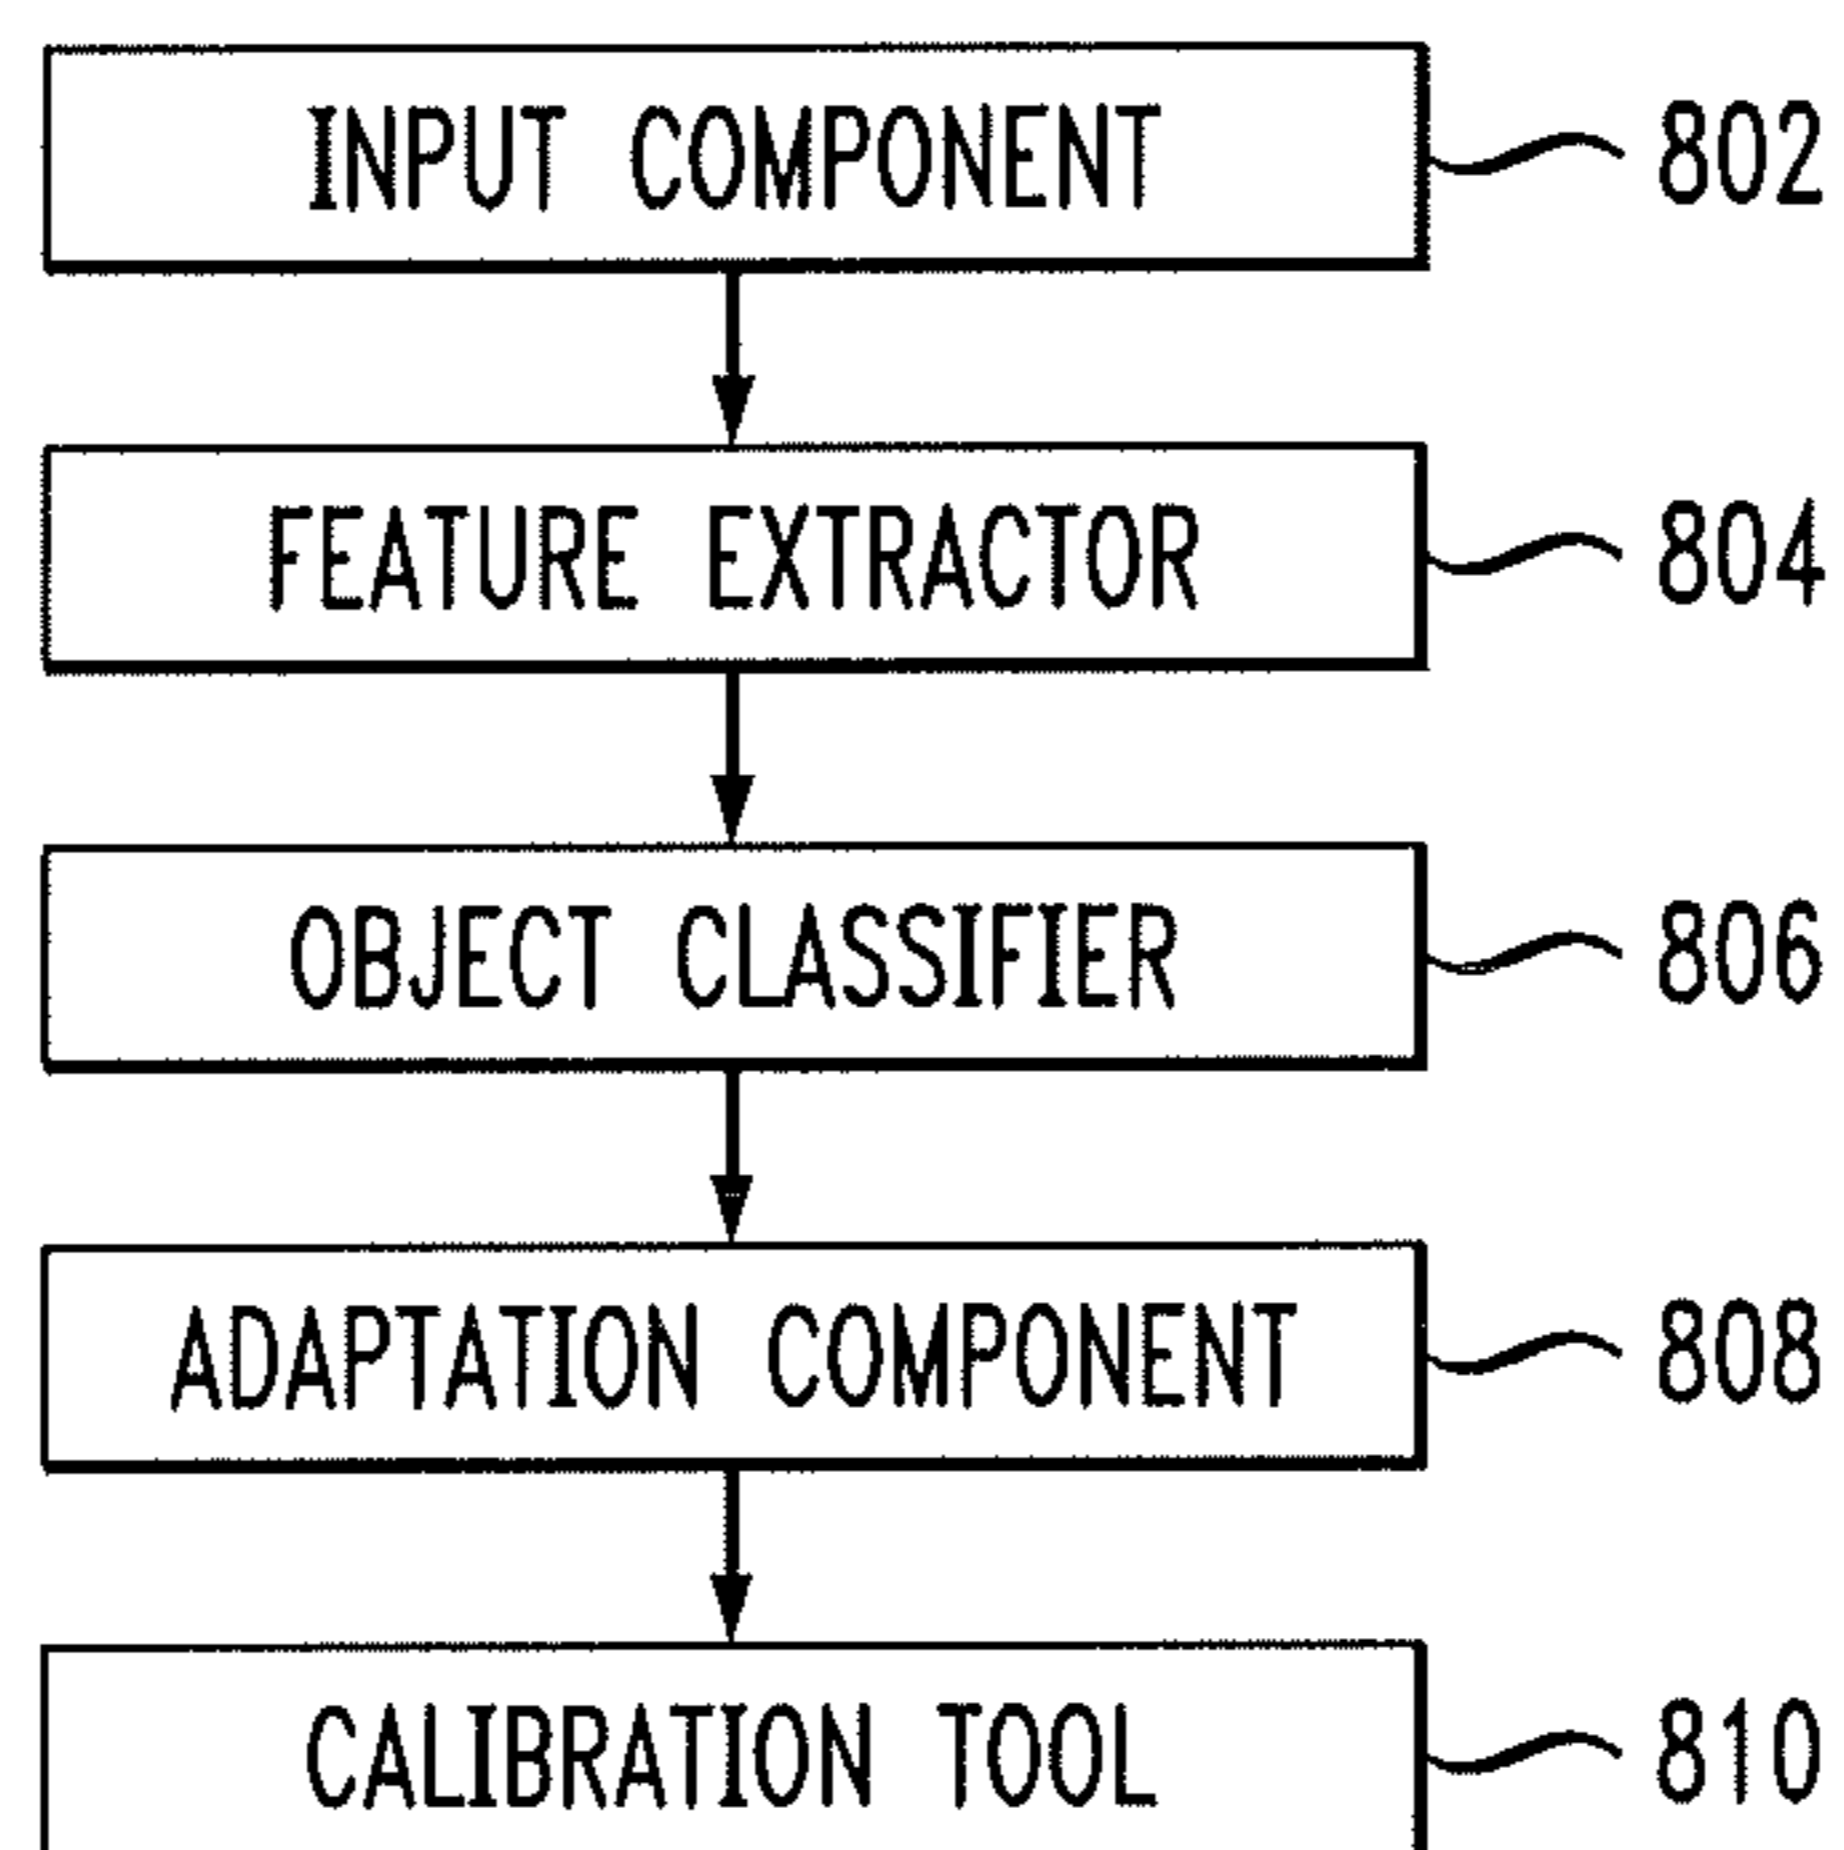 INPUT COMPONENT 802
FEATURE EXTRACTOR 804
OBJECT CLASSIFIER 806
ADAPTATION COMPONENT 808
CALIBRATION TOOL 810